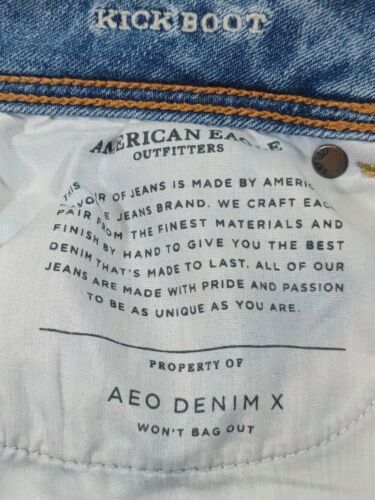 KICK BOOT
AMERICAN EAGLE
OUTFITTERS
THIS
OF JEANS IS MADE BY AMERIC
JEANS BRAND. WE CRAFT EAC
PAIR FROM THE FINEST MATERIALS AND
FINISH BY HAND TO GIVE YOU THE BEST
DENIM THAT'S MADE TO LAST. ALL OF OUR
JEANS ARE MADE WITH PRIDE AND PASSION
TO BE AS UNIQUE AS YOU ARE.
PROPERTY OF
AEO DENIM X
WON'T BAG OUT